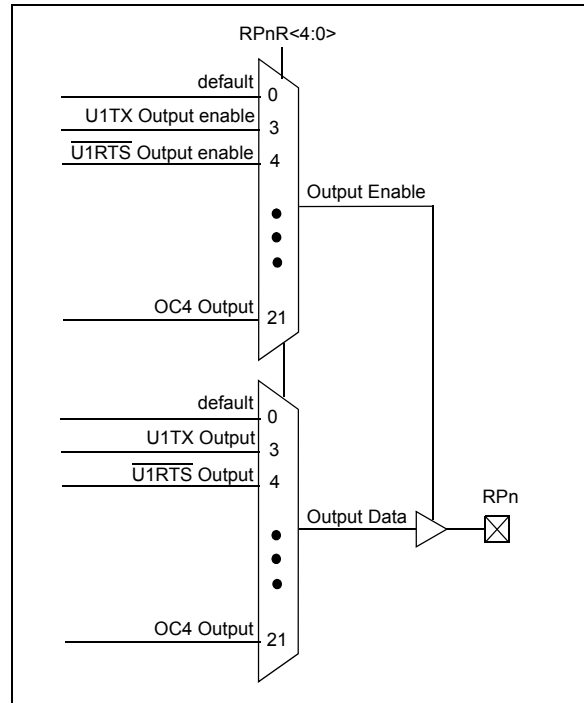 RPnR<4:0>
default
0
U1TX Output enable
3
U1RTS Output enable
4
Output Enable
OC4 Output
21
default
0
U1TX Output
3
U1RTS Output
4
RPn
Output Data
OC4 Output
21